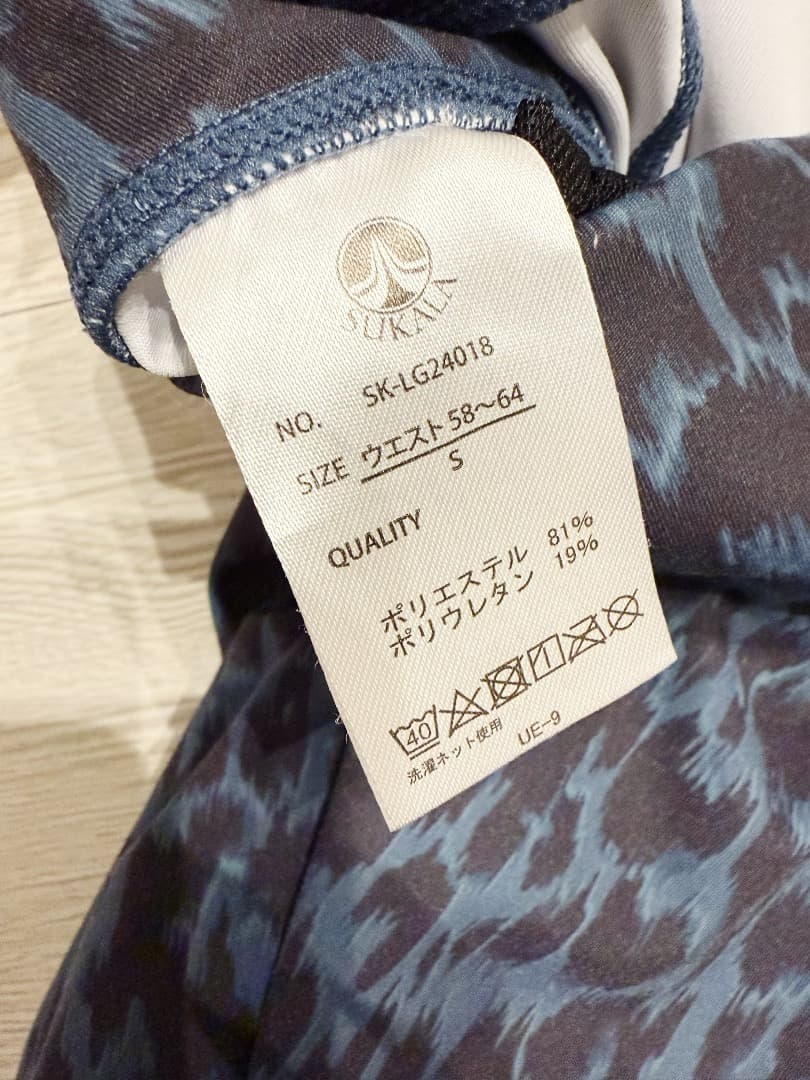 SUKALA
NO. SK-LG24018
SIZE ウエスト 58〜64
S
QUALITY
ポリエステル 81%
ポリウレタン 19%
40
洗濯ネット使用 UE-9